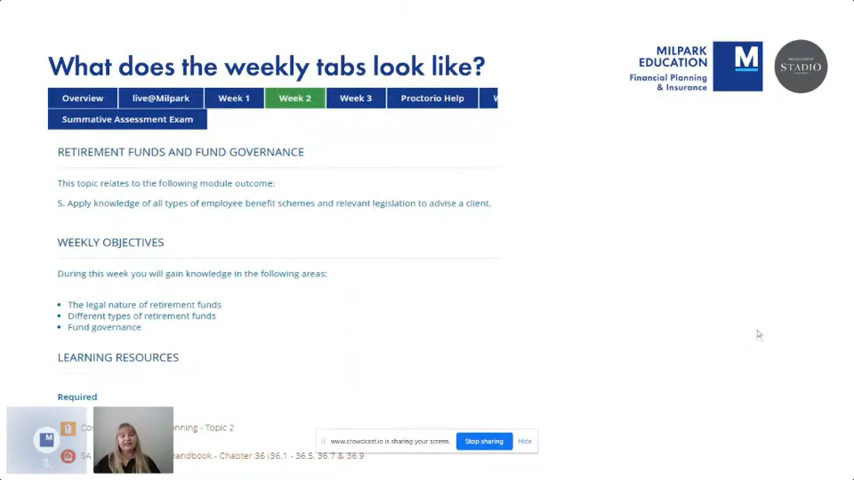 What does the weekly tabs look like?
MILPARK
EDUCATION
Financial Planning
& Insurance
M
STADIO
Overview live@Milpark Week 1 Week 2 Week 3 Proctorio Help
Summative Assessment Exam
RETIREMENT FUNDS AND FUND GOVERNANCE
This topic relates to the following module outcome:
5. Apply knowledge of all types of employee benefit schemes and relevant legislation to advise a client.
WEEKLY OBJECTIVES
During this week you will gain knowledge in the following areas:
• The legal nature of retirement funds
• Different types of retirement funds
• Fund governance
LEARNING RESOURCES
Required
- Topic 2
SA Handbook - Chapter 36 (36.1 - 36.5, 36.7 & 36.9
M
www.crowdcast.io is sharing your screen. Stop sharing Hide